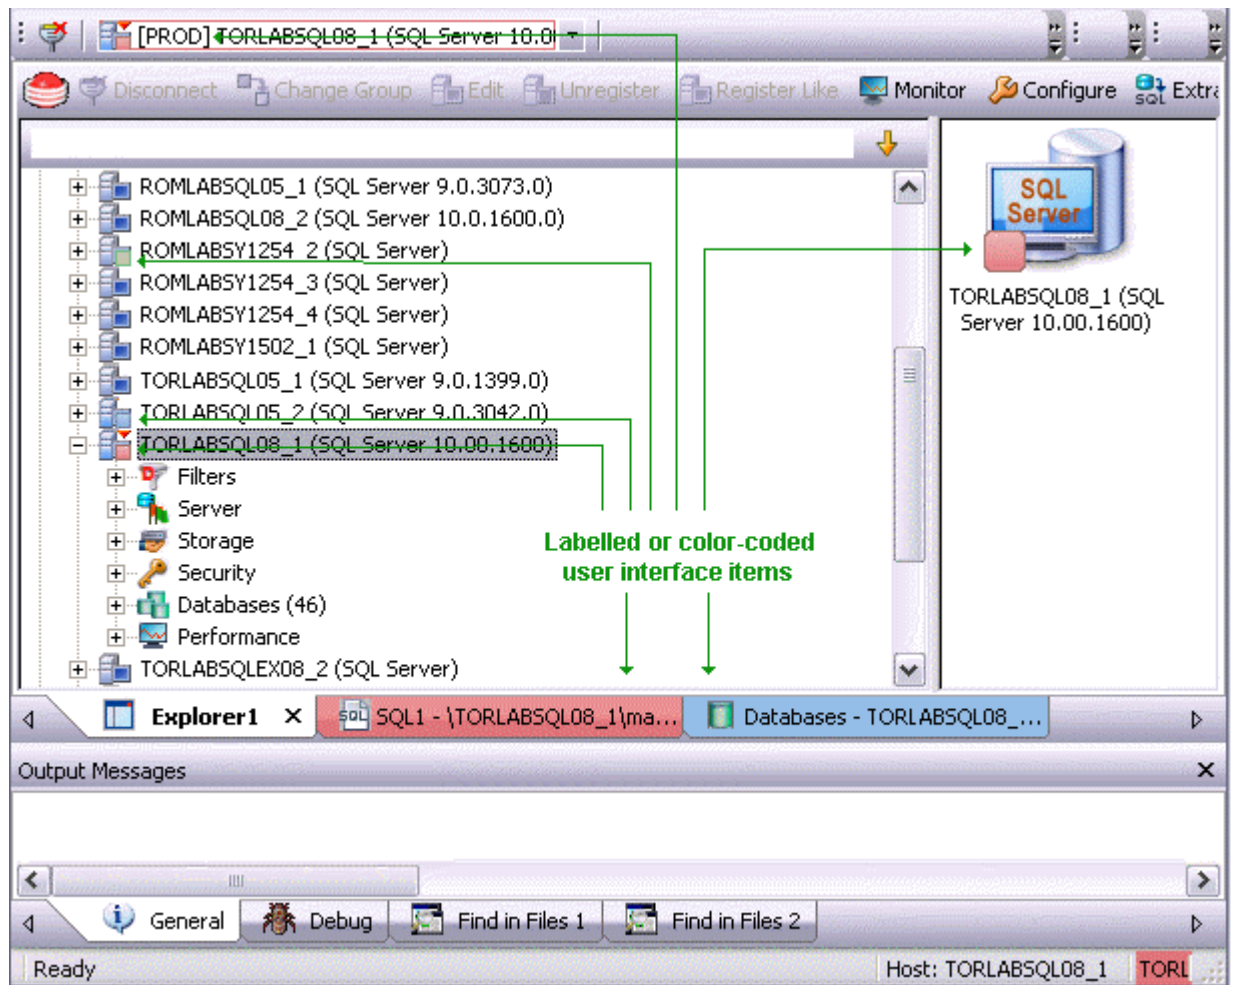 [PROD] TORLABSQL08_1 (SQL Server 10.0
Disconnect Change Group Edit Unregister Register Like Monitor Configure SQL Extra
ROMLABSQL05_1 (SQL Server 9.0.3073.0)
ROMLABSQL08_2 (SQL Server 10.0.1600.0)
ROMLABSY1254_2 (SQL Server)
ROMLABSY1254_3 (SQL Server)
ROMLABSY1254_4 (SQL Server)
ROMLABSY1502_1 (SQL Server)
TORLABSQL05_1 (SQL Server 9.0.1399.0)
TORLABSQL05_2 (SQL Server 9.0.3042.0)
TORLABSQL08_1 (SQL Server 10.00.1600)
Filters
Server
Storage
Security
Databases (46)
Performance
TORLABSQLEX08_2 (SQL Server)
SQL
Server
TORLABSQL08_1 (SQL
Server 10.00.1600)
Labelled or color-coded
user interface items
Explorer1 X SQL SQL1 - \TORLABSQL08_1\ma... Databases - TORLABSQL08_...
Output Messages
General Debug Find in Files 1 Find in Files 2
Ready Host: TORLABSQL08_1 TORL